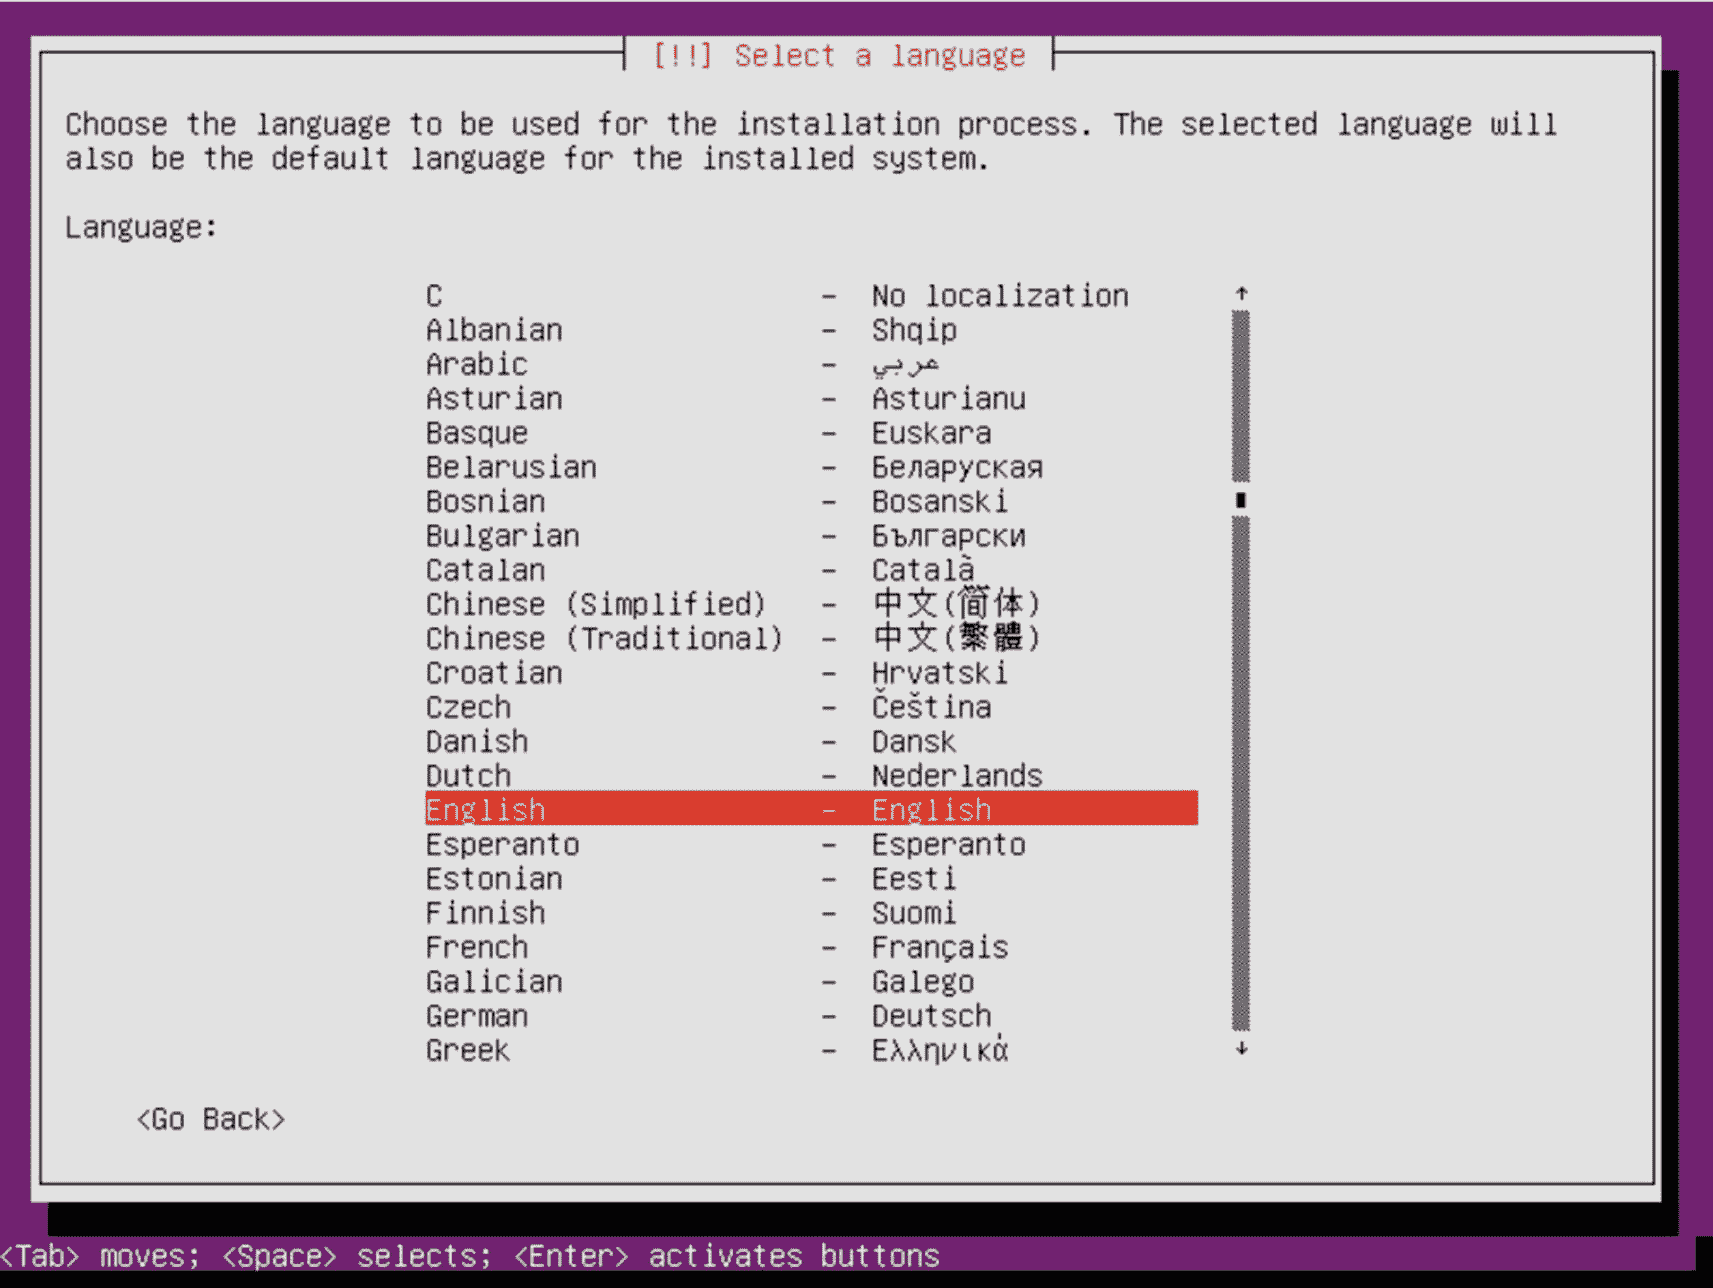 [!!] Select a language
Choose the language to be used for the installation process. The selected language will
also be the default language for the installed system.
Language:
C - No localization
Albanian - Shqip
Arabic - عربي
Asturian - Asturianu
Basque - Euskara
Belarusian - Беларуская
Bosnian - Bosanski
Bulgarian - Български
Catalan - Català
Chinese (Simplified) - 中文(简体)
Chinese (Traditional) - 中文(繁體)
Croatian - Hrvatski
Czech - Čeština
Danish - Dansk
Dutch - Nederlands
English - English
Esperanto - Esperanto
Estonian - Eesti
Finnish - Suomi
French - Français
Galician - Galego
German - Deutsch
Greek - Ελληνικά
<Go Back>
<Tab> moves; <Space> selects; <Enter> activates buttons